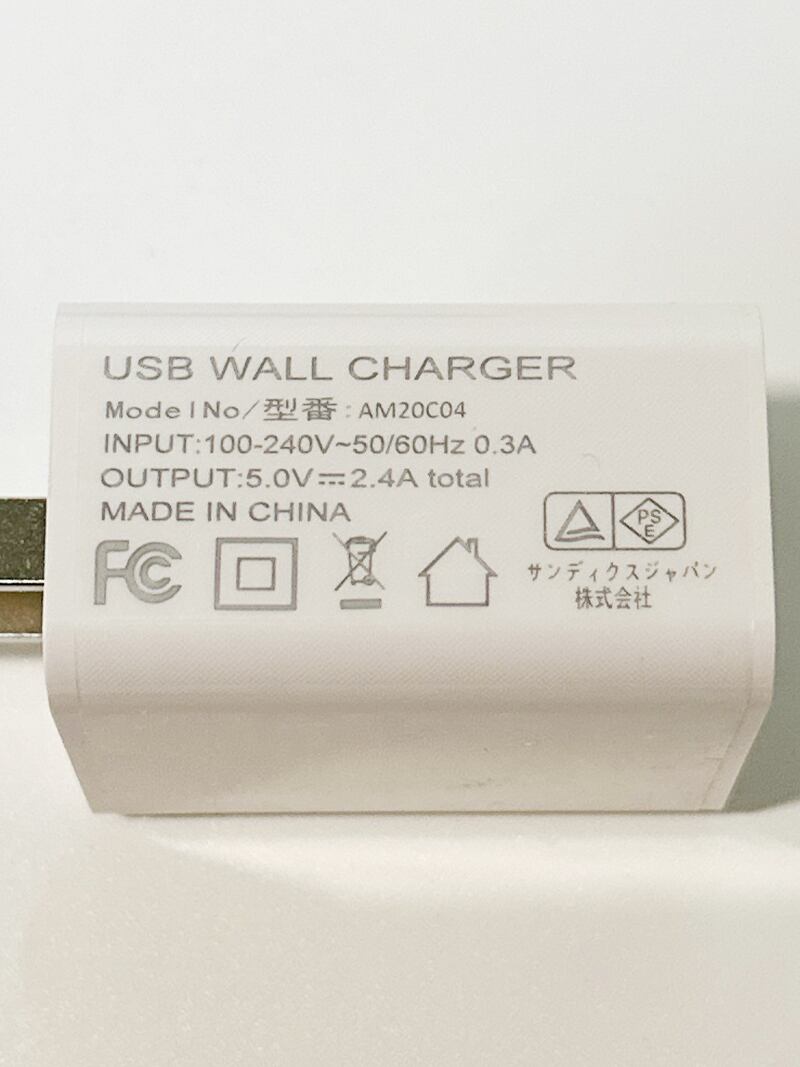 USB WALL CHARGER
Model No/型番: AM20C04
INPUT:100-240V~50/60Hz 0.3A
OUTPUT:5.0V⎓2.4A total
MADE IN CHINA
FC
PS
E
サンディクスジャパン
株式会社